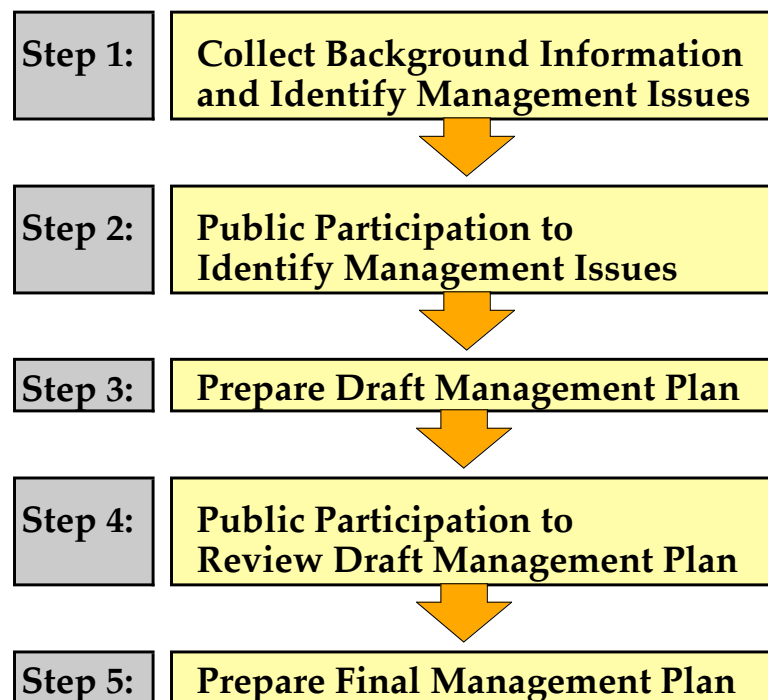 Step 1:
Collect Background Information
and Identify Management Issues
Step 2:
Public Participation to
Identify Management Issues
Step 3:
Prepare Draft Management Plan
Step 4:
Public Participation to
Review Draft Management Plan
Step 5:
Prepare Final Management Plan